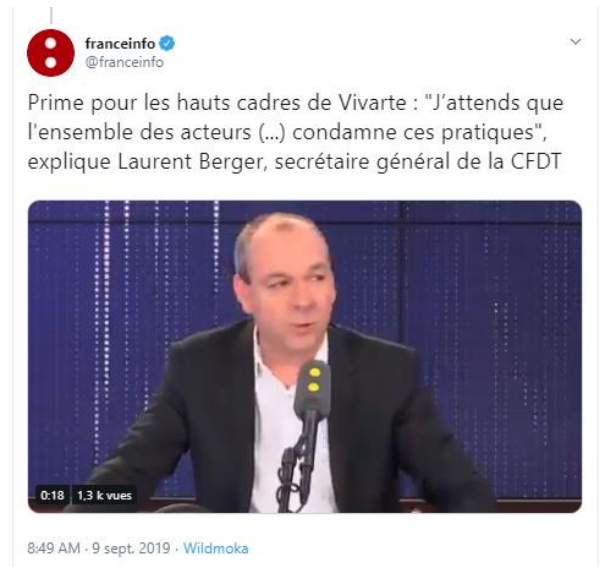 franceinfo
@franceinfo
Prime pour les hauts cadres de Vivarte : "J'attends que
l'ensemble des acteurs (...) condamne ces pratiques",
explique Laurent Berger, secrétaire général de la CFDT
0:18 1,3 k vues
8:49 AM · 9 sept. 2019 · Wildmoka